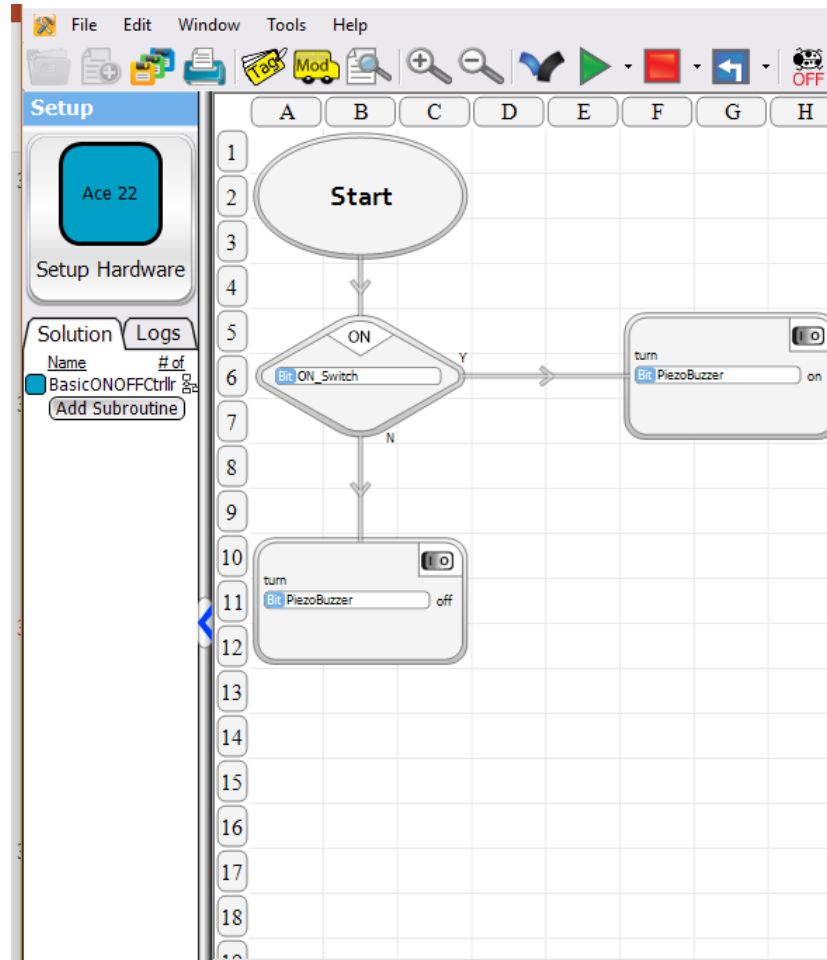 File Edit Window Tools Help
Tags Mod OFF
Setup
A B C D E F G H
Ace 22
Setup Hardware
Solution Logs
Name # of
BasicONOFFCtrllr
Add Subroutine
1
2
3
4
5
6
7
8
9
10
11
12
13
14
15
16
17
18
Start
ON
Bit ON_Switch
Y
N
I O
turn
Bit PiezoBuzzer on
I O
turn
Bit PiezoBuzzer off